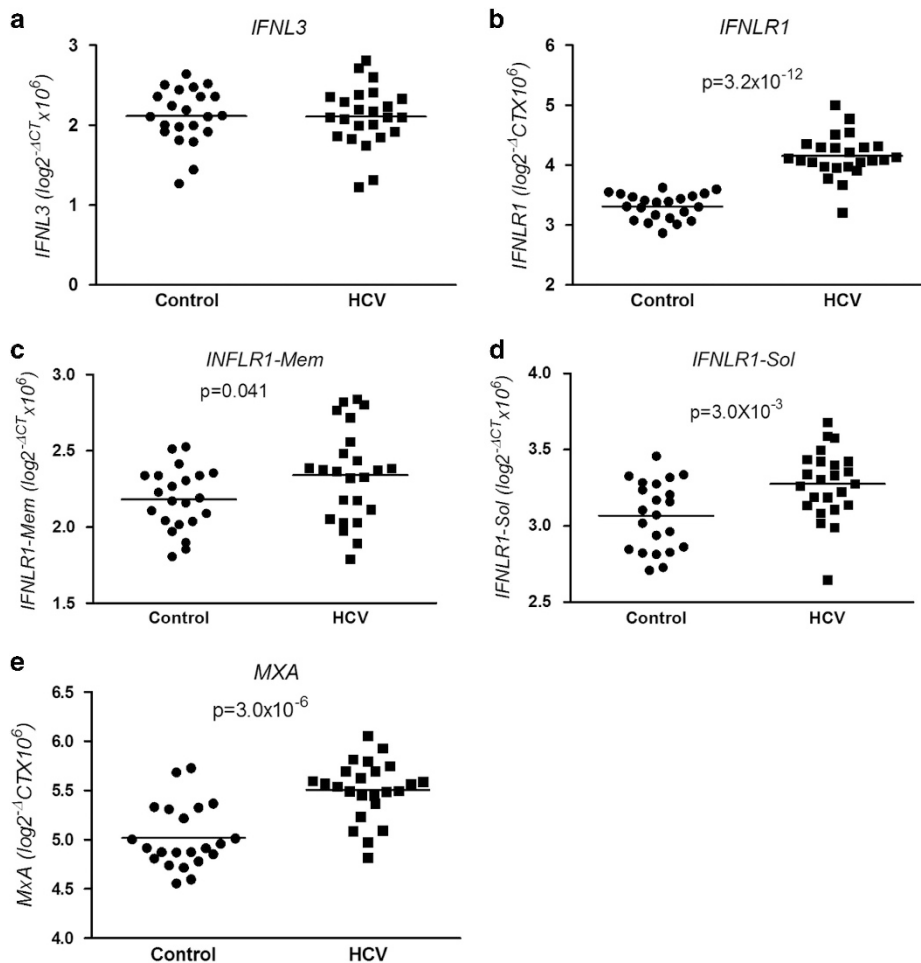 a
IFNL3
IFNL3 (log2^-ΔCT x10^6)
3
2
1
0
Control HCV
b
IFNLR1
p=3.2x10^-12
IFNLR1 (log2^-ΔCTX10^6)
6
5
4
3
2
Control HCV
c
INFLR1-Mem
p=0.041
IFNLR1-Mem (log2^-ΔCT x10^6)
3.0
2.5
2.0
1.5
Control HCV
d
IFNLR1-Sol
p=3.0X10^-3
IFNLR1-Sol (log2^-ΔCT x10^6)
4.0
3.5
3.0
2.5
Control HCV
e
MXA
p=3.0x10^-6
MxA (log2^-ΔCTX10^6)
6.5
6.0
5.5
5.0
4.5
4.0
Control HCV